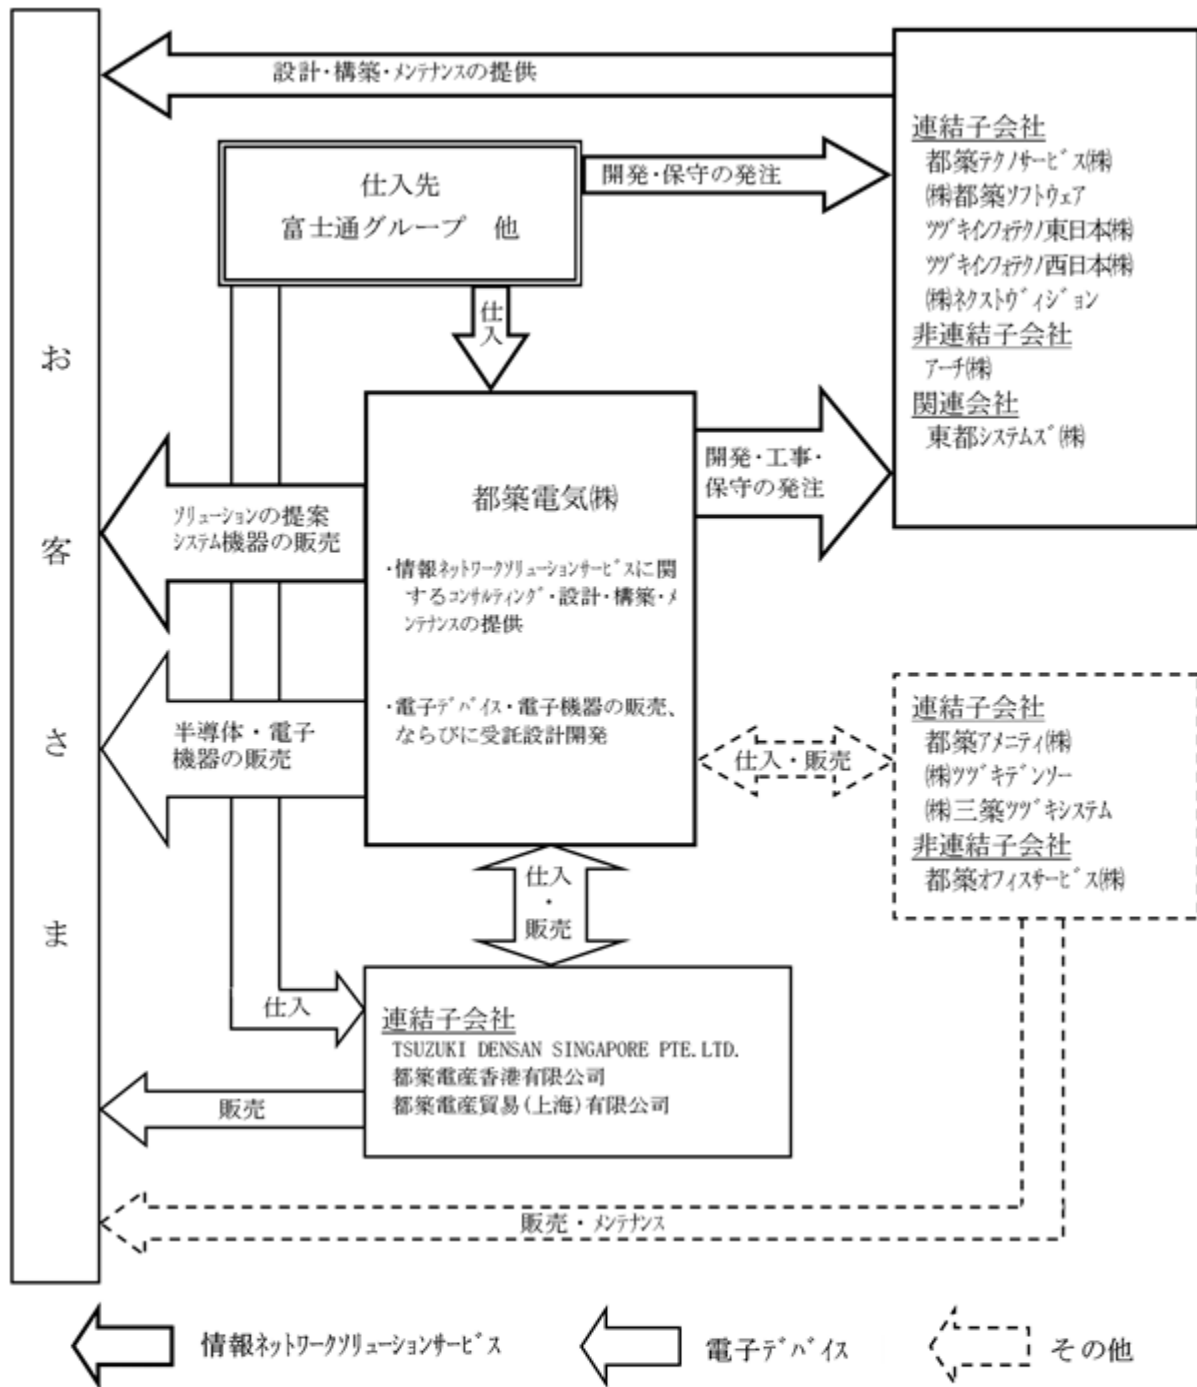 設計・構築・ﾒﾝﾃﾅﾝｽの提供
仕入先
富士通グループ　他
開発・保守の発注
連結子会社
都築ﾃｸﾉｻｰﾋﾞｽ㈱
㈱都築ｿﾌﾄｳｪｱ
ﾂﾂﾞｷｲﾝﾌｫﾃｸﾉ東日本㈱
ﾂﾂﾞｷｲﾝﾌｫﾃｸﾉ西日本㈱
㈱ﾈｸｽﾄｳﾞｨｼﾞｮﾝ
非連結子会社
ｱｰﾁ㈱
関連会社
東都ｼｽﾃﾑｽﾞ㈱
仕入
お客さま
都築電気㈱
・情報ﾈｯﾄﾜｰｸｿﾘｭｰｼｮﾝｻｰﾋﾞｽに関
するｺﾝｻﾙﾃｨﾝｸﾞ・設計・構築・ﾒ
ﾝﾃﾅﾝｽの提供
・電子ﾃﾞﾊﾞｲｽ・電子機器の販売、
ならびに受託設計開発
開発・工事・
保守の発注
ｿﾘｭｰｼｮﾝの提案
ｼｽﾃﾑ機器の販売
半導体・電子
機器の販売
仕入・販売
連結子会社
都築ｱﾒﾆﾃｨ㈱
㈱ﾂﾂﾞｷﾃﾞﾝｿｰ
㈱三築ﾂﾂﾞｷｼｽﾃﾑ
非連結子会社
都築ｵﾌｨｽｻｰﾋﾞｽ㈱
仕入
・
販売
仕入
連結子会社
TSUZUKI DENSAN SINGAPORE PTE.LTD.
都築電産香港有限公司
都築電産貿易(上海)有限公司
販売
販売・ﾒﾝﾃﾅﾝｽ
情報ﾈｯﾄﾜｰｸｿﾘｭｰｼｮﾝｻｰﾋﾞｽ
電子ﾃﾞﾊﾞｲｽ
その他